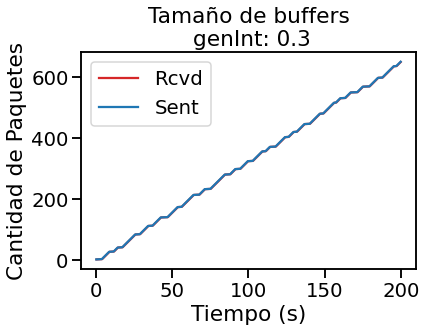 Tamaño de buffers
genInt: 0.3
Cantidad de Paquetes
600
400
200
0
Rcvd
Sent
0 50 100 150 200
Tiempo (s)